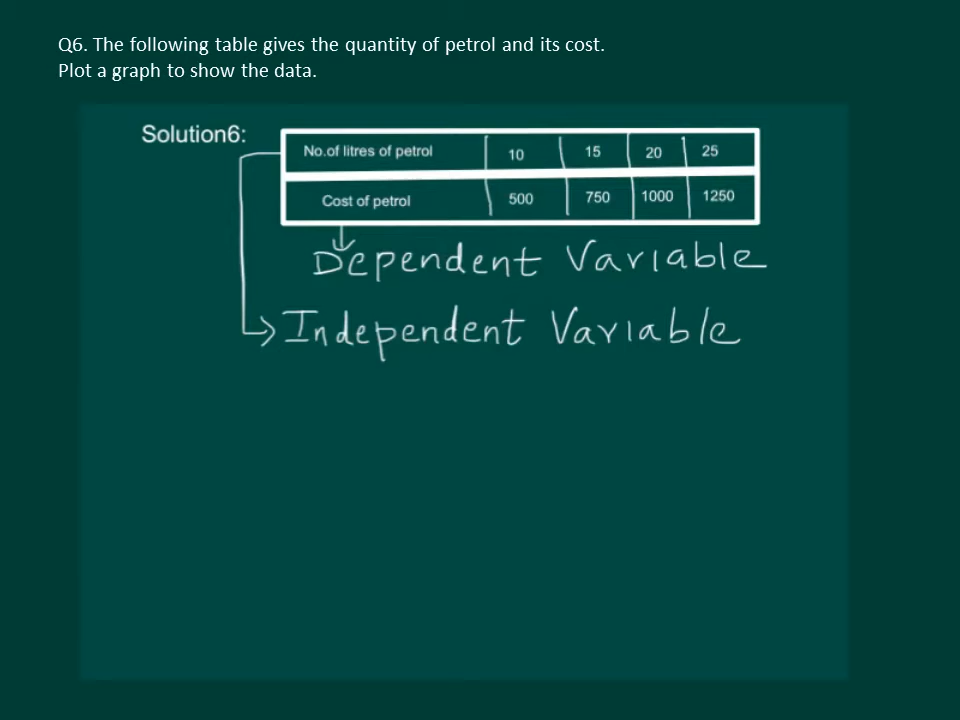 Q6. The following table gives the quantity of petrol and its cost.
Plot a graph to show the data.
Solution6:
No.of litres of petrol 10 15 20 25
Cost of petrol 500 750 1000 1250
Dependent Variable
Independent Variable